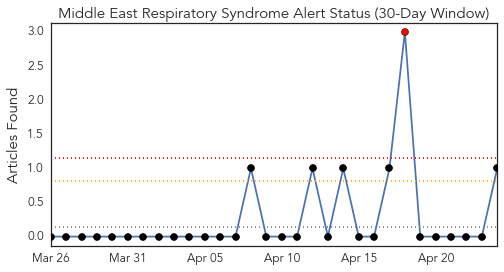 Middle East Respiratory Syndrome Alert Status (30-Day Window)
Articles Found
3.0
2.5
2.0
1.5
1.0
0.5
0.0
Mar 26 Mar 31 Apr 05 Apr 10 Apr 15 Apr 20